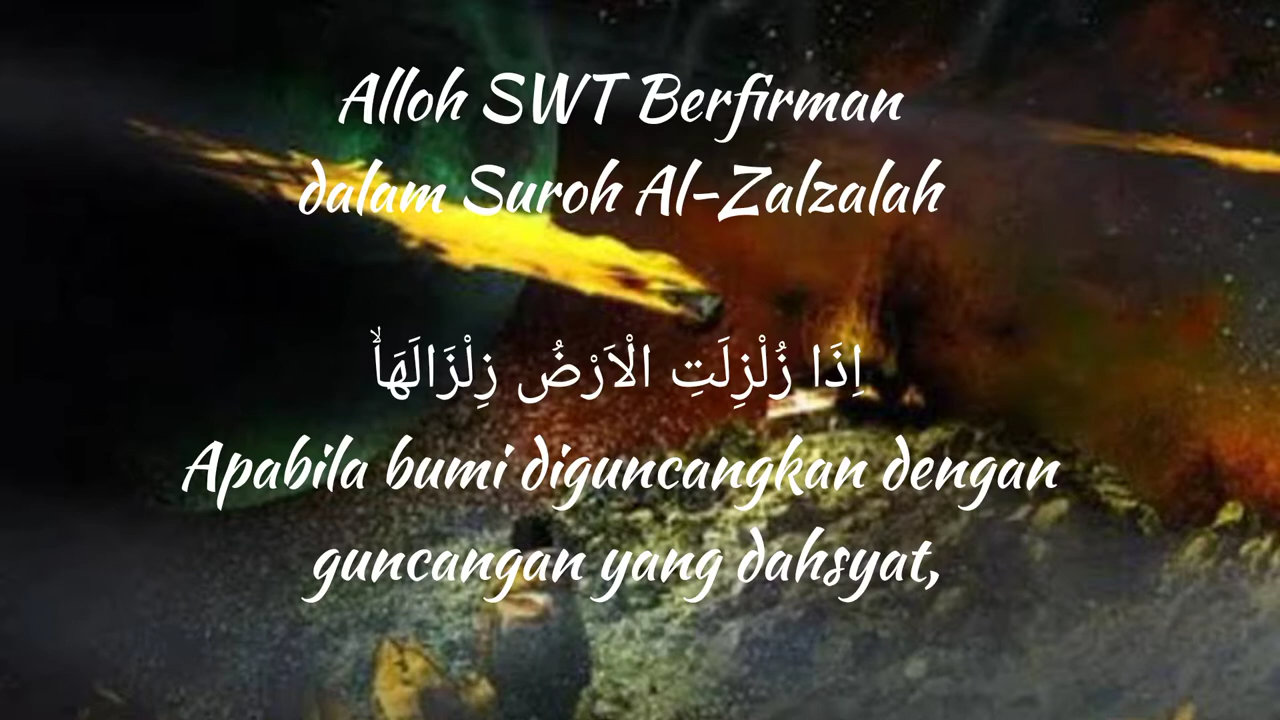 Alloh SWT Berfirman
dalam Suroh Al-Zalzalah
اِذَا زُلْزِلَتِ الْاَرْضُ زِلْزَالَهَاۙ
Apabila bumi diguncangkan dengan
guncangan yang dahsyat,